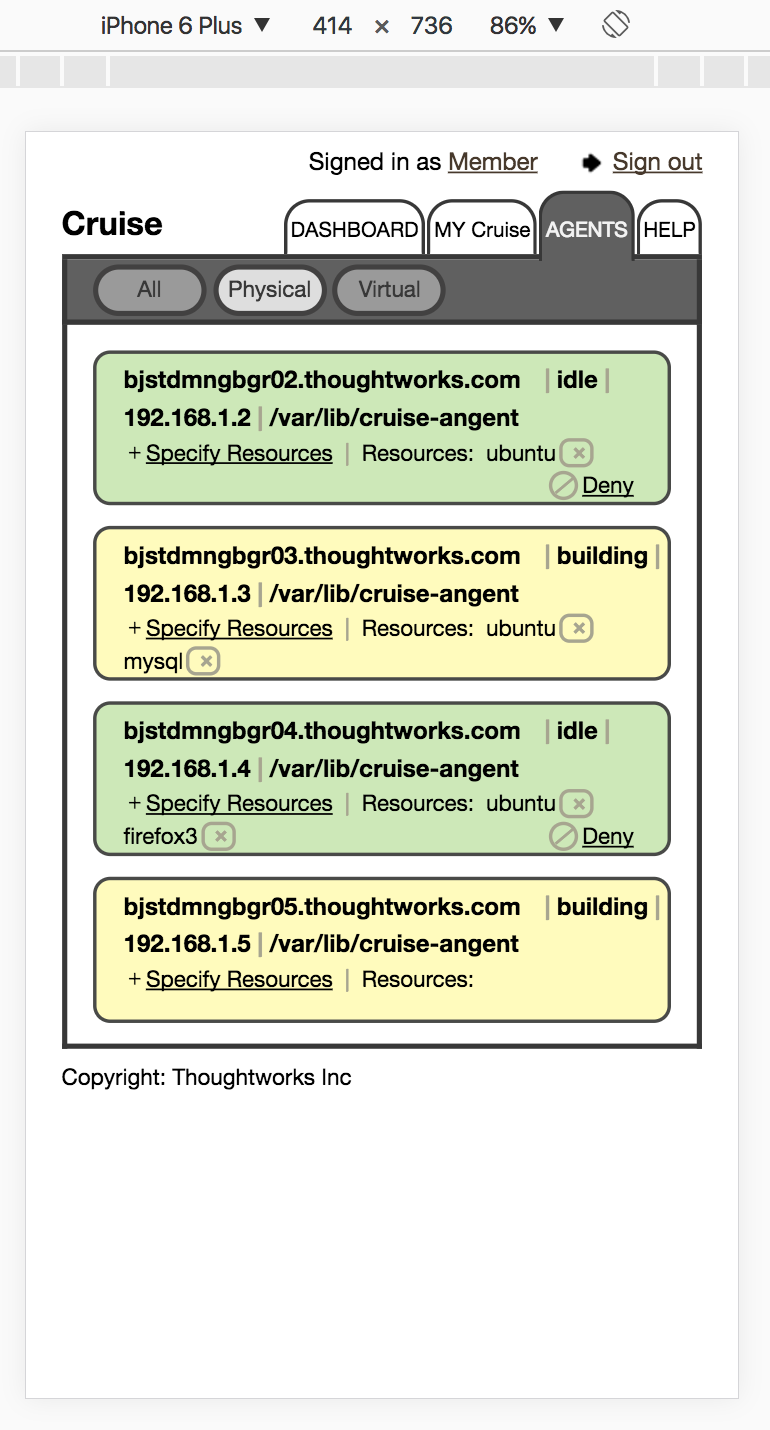 iPhone 6 Plus ▼ 414 × 736 86% ▼
Signed in as Member Sign out
Cruise DASHBOARD MY Cruise AGENTS HELP
All Physical Virtual
bjstdmngbgr02.thoughtworks.com | idle |
192.168.1.2 | /var/lib/cruise-angent
+ Specify Resources | Resources: ubuntu ×
Deny
bjstdmngbgr03.thoughtworks.com | building |
192.168.1.3 | /var/lib/cruise-angent
+ Specify Resources | Resources: ubuntu ×
mysql ×
bjstdmngbgr04.thoughtworks.com | idle |
192.168.1.4 | /var/lib/cruise-angent
+ Specify Resources | Resources: ubuntu ×
firefox3 × Deny
bjstdmngbgr05.thoughtworks.com | building |
192.168.1.5 | /var/lib/cruise-angent
+ Specify Resources | Resources:
Copyright: Thoughtworks Inc